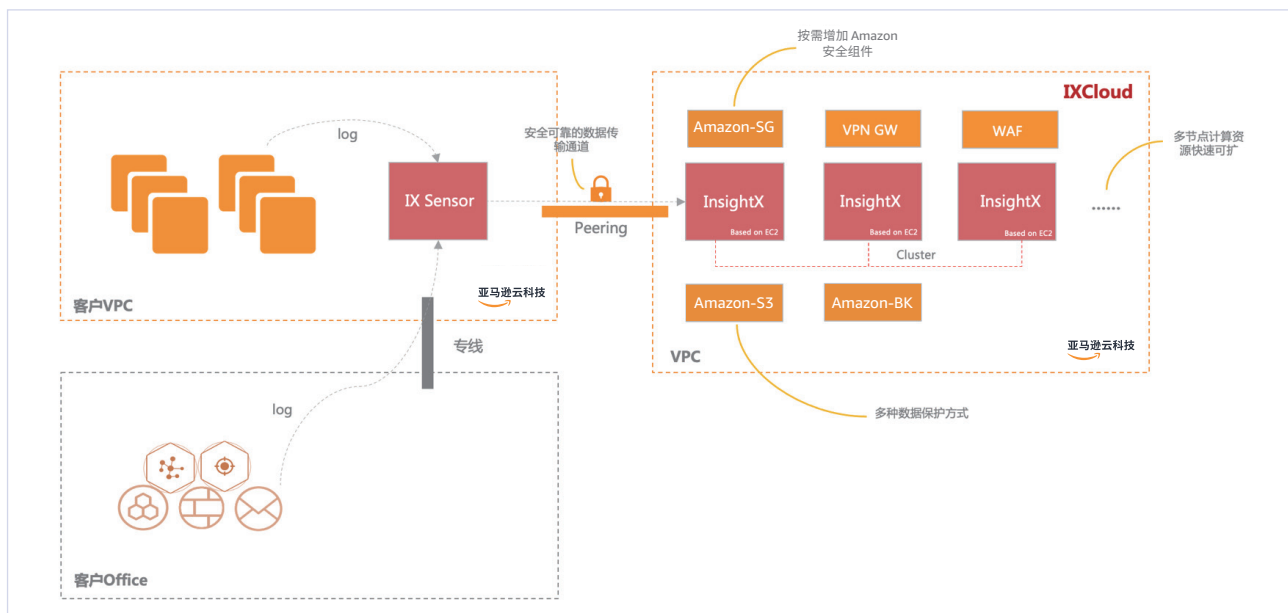 按需增加 Amazon
安全组件
IXCloud
Amazon-SG
VPN GW
WAF
log
安全可靠的数据传
输通道
多节点计算资
源快速可扩
IX Sensor
InsightX
Based on EC2
InsightX
Based on EC2
InsightX
Based on EC2
......
Peering
Cluster
客户VPC
亚马逊云科技
Amazon-S3
Amazon-BK
专线
VPC
亚马逊云科技
log
多种数据保护方式
客户Office